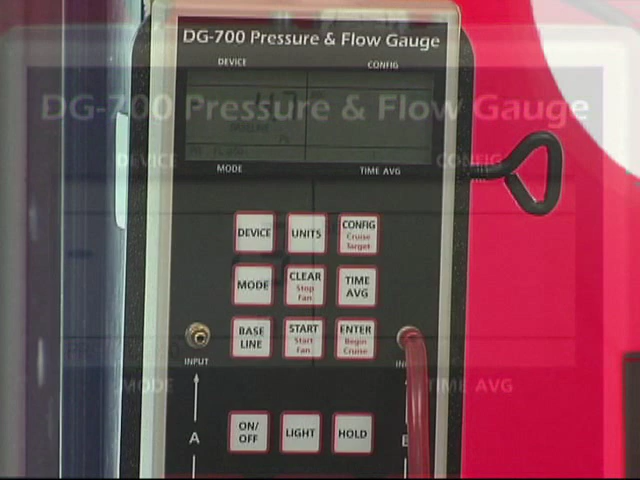 DG-700 Pressure & Flow Gauge
DEVICE CONFIG
MODE TIME AVG
DEVICE UNITS CONFIG
Cruise
Target
MODE CLEAR TIME
Stop AVG
Fan
BASE START ENTER
LINE Start Begin
Fan Cruise
INPUT
A
ON/ LIGHT HOLD
OFF
DG-700 Pressure & Flow Gauge
DEVICE CONFIG
MODE TIME AVG